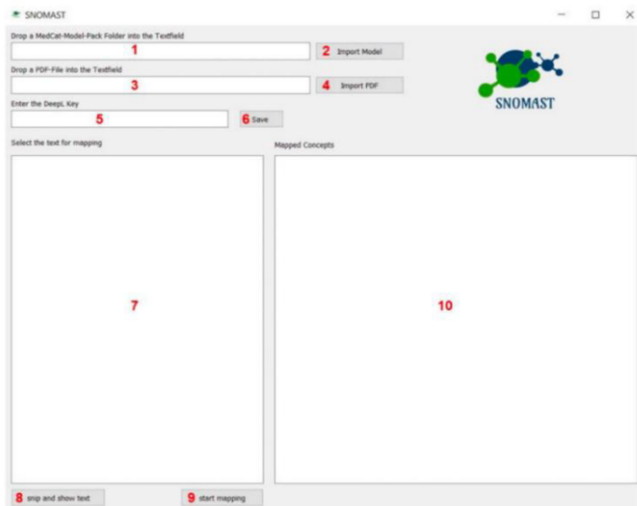 SNOMAST
Drop a MedCat-Model-Pack Folder into the Textfield
1
2 Import Model
Drop a PDF-File into the Textfield
3
4 Import PDF
SNOMAST
Enter the DeepL Key
5
6 Save
Select the text for mapping
Mapped Concepts
7
10
8 snip and show text
9 start mapping